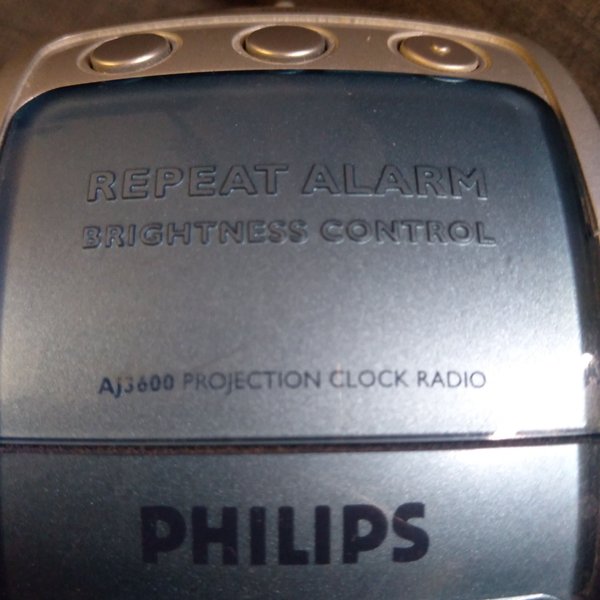 REPEAT ALARM
BRIGHTNESS CONTROL
AJ3600 PROJECTION CLOCK RADIO
PHILIPS